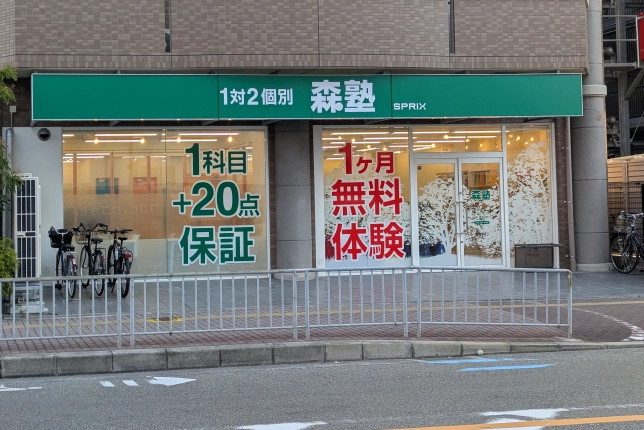 1対2個別 森塾 SPRIX
1科目
+20点
保証
1ヶ月
無料
体験
森塾